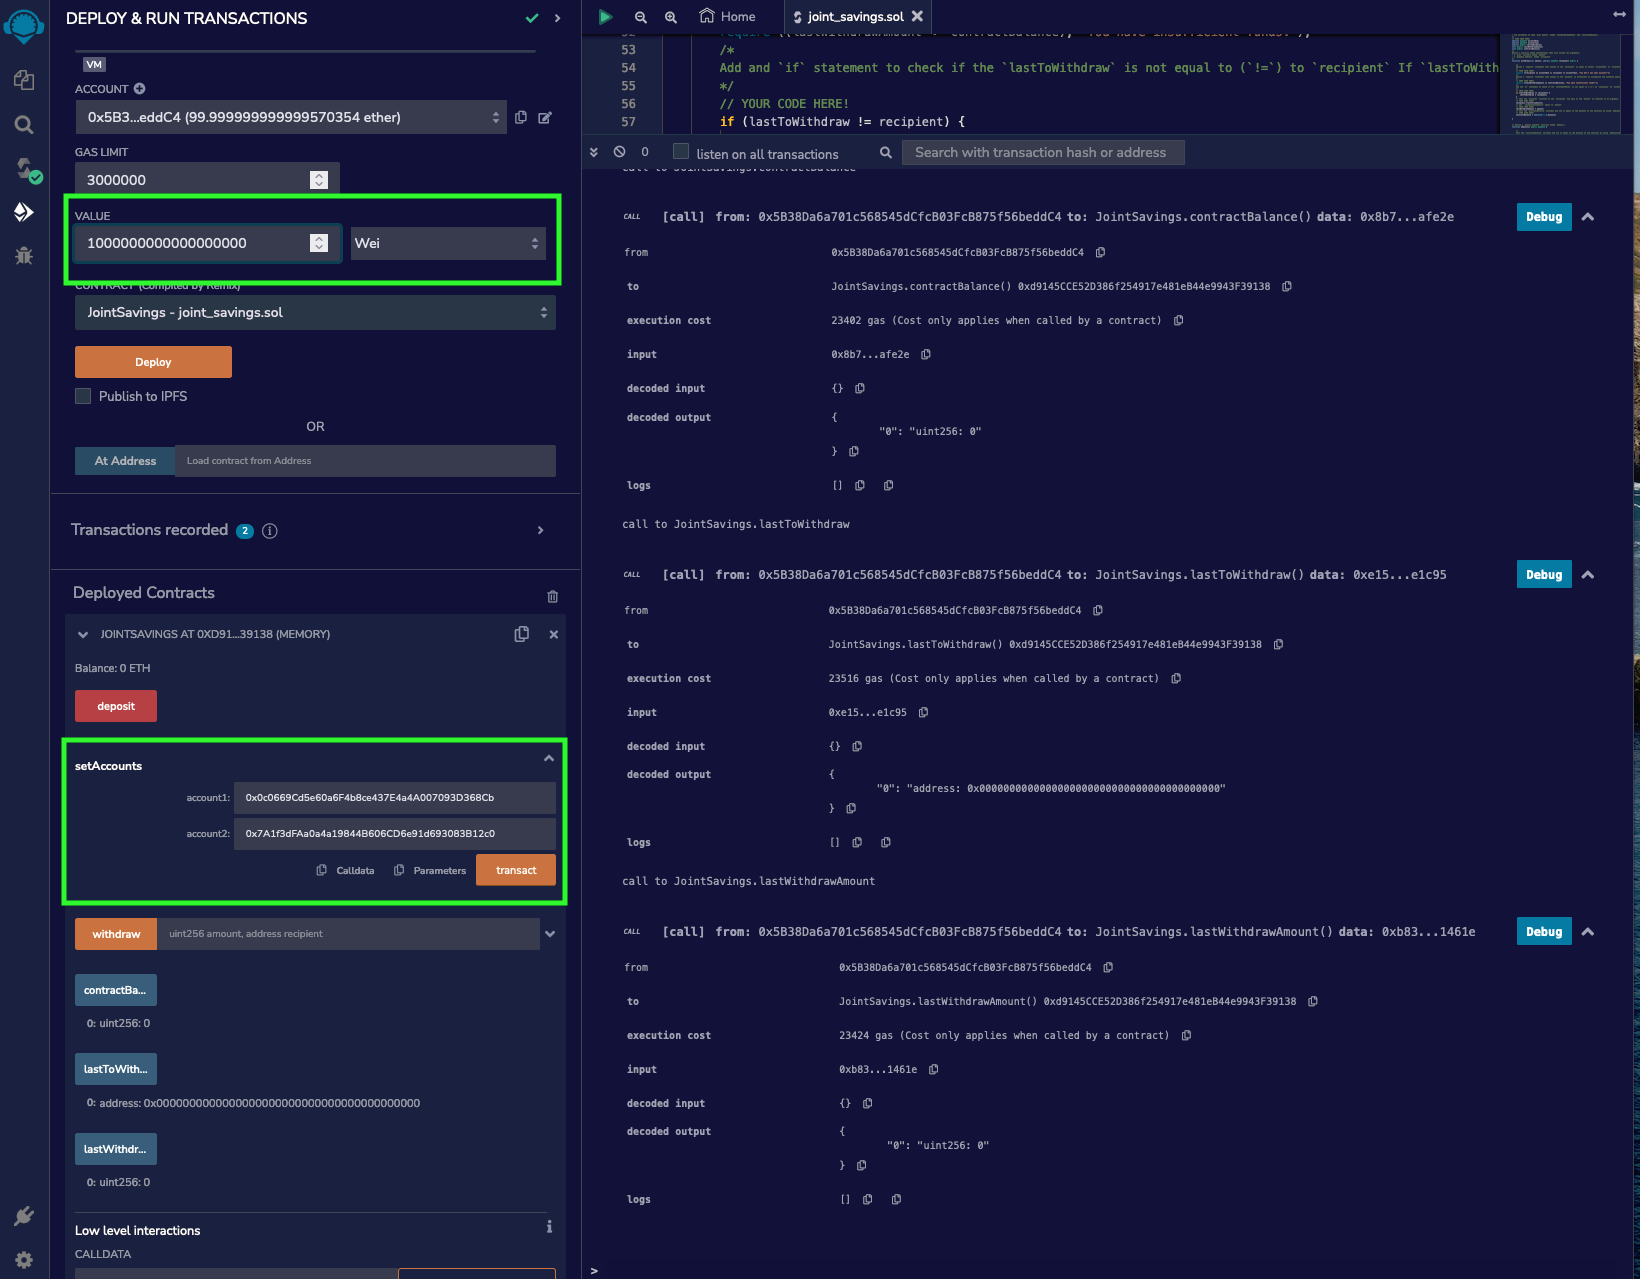 DEPLOY & RUN TRANSACTIONS
VM
ACCOUNT
0x5B3...eddC4 (99.999999999999570354 ether)
GAS LIMIT
3000000
VALUE
1000000000000000000
Wei
CONTRACT (Compiled by Remix)
JointSavings - joint_savings.sol
Deploy
Publish to IPFS
OR
At Address
Load contract from Address
Transactions recorded 2 i
Deployed Contracts
JOINTSAVINGS AT 0XD91...39138 (MEMORY)
Balance: 0 ETH
deposit
setAccounts
account1: 0x0c0669Cd5e60a6F4b8ce437E4a4A007093D368Cb
account2: 0x7A1f3dFAa0a4a19844B606CD6e91d693083B12c0
Calldata Parameters transact
withdraw uint256 amount, address recipient
contractBa...
0: uint256: 0
lastToWith...
0: address: 0x0000000000000000000000000000000000000000
lastWithdr...
0: uint256: 0
Low level interactions i
CALLDATA
Home
joint_savings.sol
53 /*
54 Add and `if` statement to check if the `lastToWithdraw` is not equal to (`!=`) to `recipient` If `lastToWith
55 */
56 // YOUR CODE HERE!
57 if (lastToWithdraw != recipient) {
0 listen on all transactions Search with transaction hash or address
call to JointSavings.contractBalance
CALL [call] from: 0x5B38Da6a701c568545dCfcB03FcB875f56beddC4 to: JointSavings.contractBalance() data: 0x8b7...afe2e Debug
from 0x5B38Da6a701c568545dCfcB03FcB875f56beddC4
to JointSavings.contractBalance() 0xd9145CCE52D386f254917e481eB44e9943F39138
execution cost 23402 gas (Cost only applies when called by a contract)
input 0x8b7...afe2e
decoded input {}
decoded output {
"0": "uint256: 0"
}
logs []
call to JointSavings.lastToWithdraw
CALL [call] from: 0x5B38Da6a701c568545dCfcB03FcB875f56beddC4 to: JointSavings.lastToWithdraw() data: 0xe15...e1c95 Debug
from 0x5B38Da6a701c568545dCfcB03FcB875f56beddC4
to JointSavings.lastToWithdraw() 0xd9145CCE52D386f254917e481eB44e9943F39138
execution cost 23516 gas (Cost only applies when called by a contract)
input 0xe15...e1c95
decoded input {}
decoded output {
"0": "address: 0x0000000000000000000000000000000000000000"
}
logs []
call to JointSavings.lastWithdrawAmount
CALL [call] from: 0x5B38Da6a701c568545dCfcB03FcB875f56beddC4 to: JointSavings.lastWithdrawAmount() data: 0xb83...1461e Debug
from 0x5B38Da6a701c568545dCfcB03FcB875f56beddC4
to JointSavings.lastWithdrawAmount() 0xd9145CCE52D386f254917e481eB44e9943F39138
execution cost 23424 gas (Cost only applies when called by a contract)
input 0xb83...1461e
decoded input {}
decoded output {
"0": "uint256: 0"
}
logs []
>